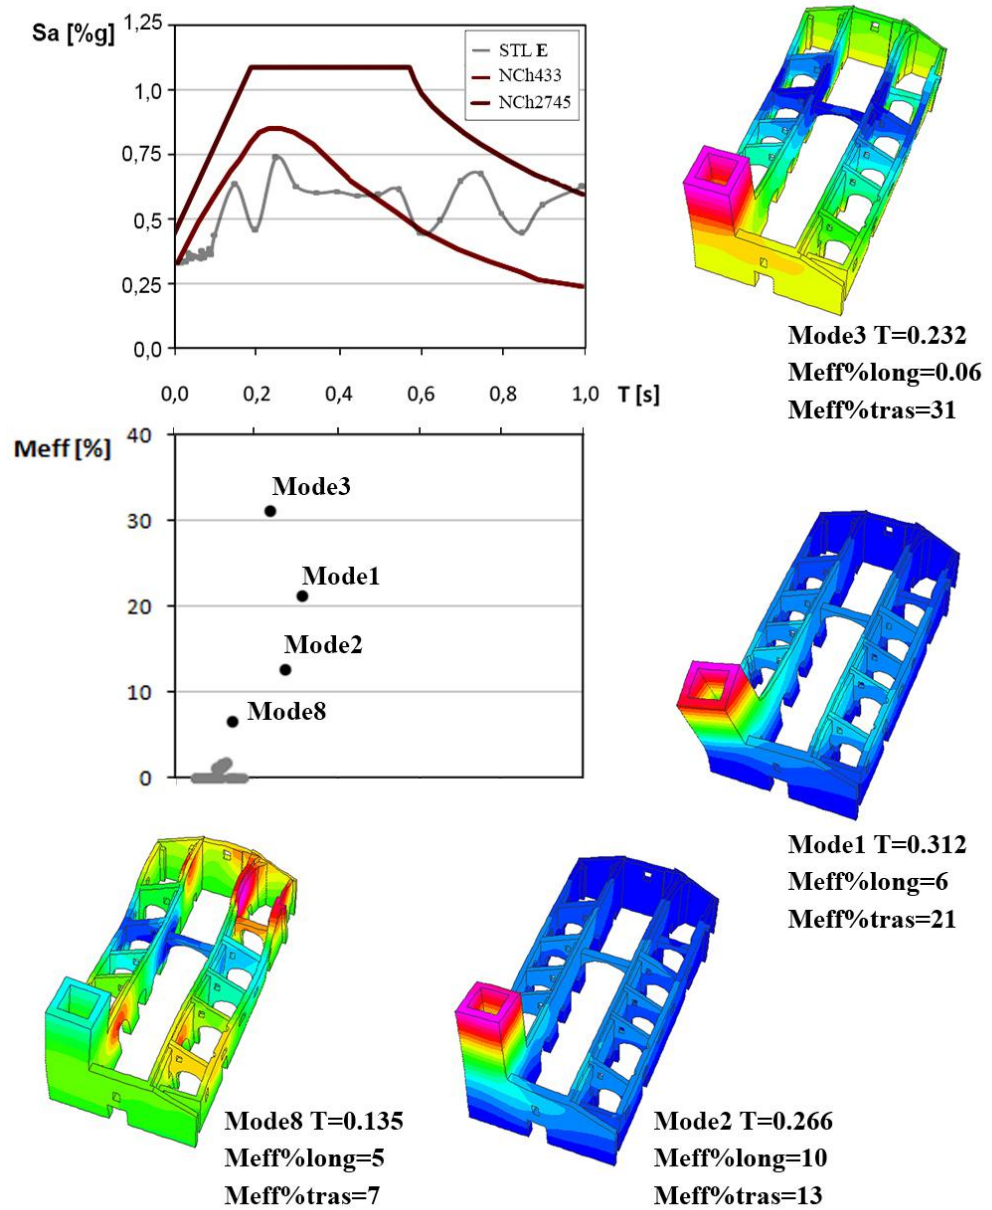 Sa [%g]
1,25
1,0
0,75
0,5
0,25
0,0
STL E
NCh433
NCh2745
0,0 0,2 0,4 0,6 0,8 1,0
T [s]
Mode3 T=0.232
Meff%long=0.06
Meff%tras=31
Meff [%]
40
30
20
10
0
Mode3
Mode1
Mode2
Mode8
Mode1 T=0.312
Meff%long=6
Meff%tras=21
Mode8 T=0.135
Meff%long=5
Meff%tras=7
Mode2 T=0.266
Meff%long=10
Meff%tras=13